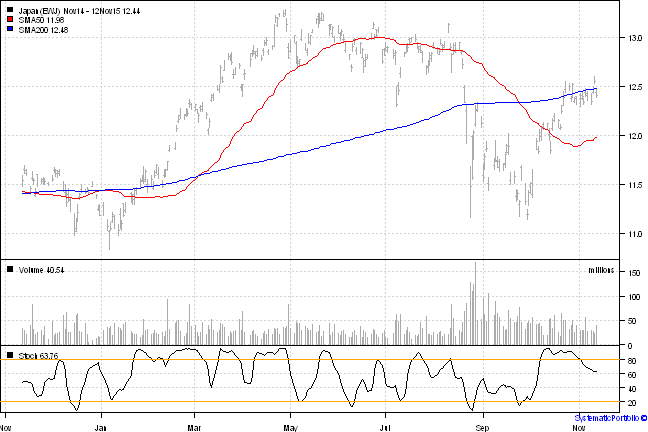 Japan (EWJ) Nov14 - 12Nov15 12.44
SMA50 11.98
SMA200 12.48
13.0
12.5
12.0
11.5
11.0
Volume 40.54
millions
150
100
50
0
Stoch 63.76
80
60
40
20
Nov Jan Mar May Jul Sep Nov
SystematicPortfolio ©